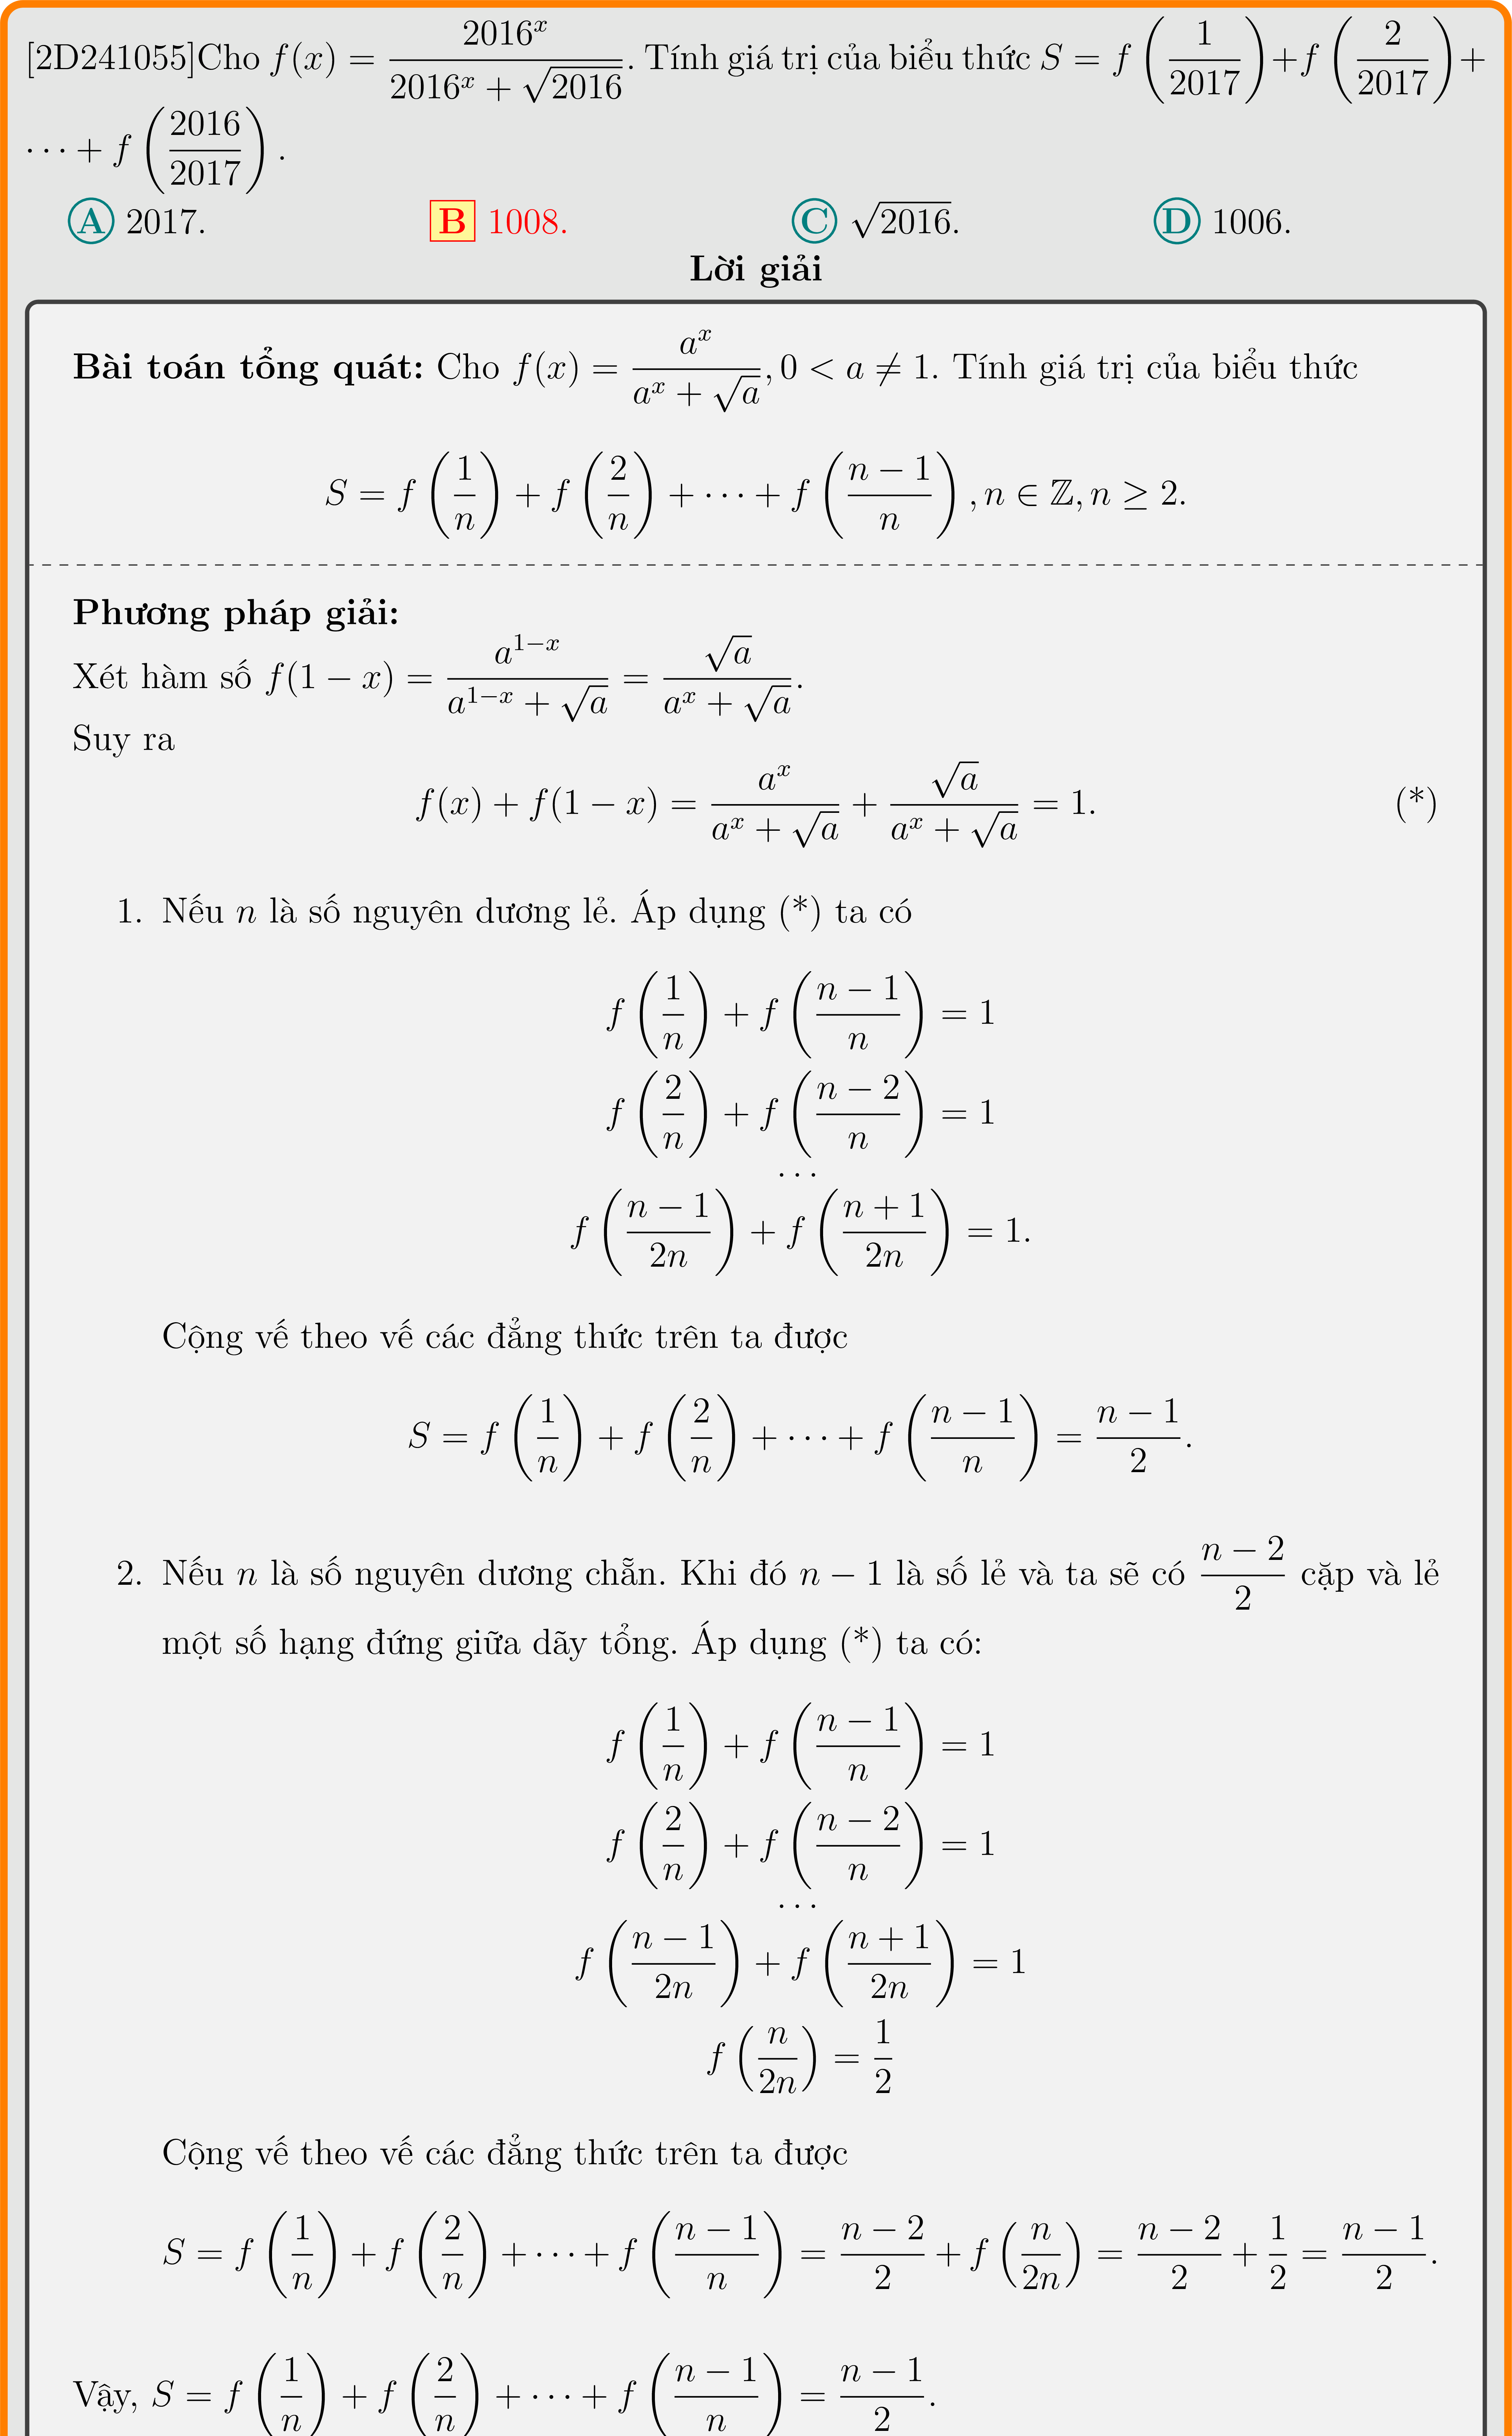 [2D241055]Cho f(x) = \frac{2016^x}{2016^x + \sqrt{2016}}. Tính giá trị của biểu thức S = f\left(\frac{1}{2017}\right)+f\left(\frac{2}{2017}\right)+
\cdots + f\left(\frac{2016}{2017}\right).
A 2017. B 1008. C \sqrt{2016}. D 1006.
Lời giải
Bài toán tổng quát: Cho f(x) = \frac{a^x}{a^x + \sqrt{a}}, 0 < a ≠ 1. Tính giá trị của biểu thức
S = f\left(\frac{1}{n}\right) + f\left(\frac{2}{n}\right) + \cdots + f\left(\frac{n-1}{n}\right), n ∈ ℤ, n ≥ 2.
Phương pháp giải:
Xét hàm số f(1 − x) = \frac{a^{1-x}}{a^{1-x} + \sqrt{a}} = \frac{\sqrt{a}}{a^x + \sqrt{a}}.
Suy ra
f(x) + f(1 − x) = \frac{a^x}{a^x + \sqrt{a}} + \frac{\sqrt{a}}{a^x + \sqrt{a}} = 1. (*)
1. Nếu n là số nguyên dương lẻ. Áp dụng (*) ta có
f\left(\frac{1}{n}\right) + f\left(\frac{n-1}{n}\right) = 1
f\left(\frac{2}{n}\right) + f\left(\frac{n-2}{n}\right) = 1
\cdots
f\left(\frac{n-1}{2n}\right) + f\left(\frac{n+1}{2n}\right) = 1.
Cộng vế theo vế các đẳng thức trên ta được
S = f\left(\frac{1}{n}\right) + f\left(\frac{2}{n}\right) + \cdots + f\left(\frac{n-1}{n}\right) = \frac{n-1}{2}.
2. Nếu n là số nguyên dương chẵn. Khi đó n − 1 là số lẻ và ta sẽ có \frac{n-2}{2} cặp và lẻ
một số hạng đứng giữa dãy tổng. Áp dụng (*) ta có:
f\left(\frac{1}{n}\right) + f\left(\frac{n-1}{n}\right) = 1
f\left(\frac{2}{n}\right) + f\left(\frac{n-2}{n}\right) = 1
\cdots
f\left(\frac{n-1}{2n}\right) + f\left(\frac{n+1}{2n}\right) = 1
f\left(\frac{n}{2n}\right) = \frac{1}{2}
Cộng vế theo vế các đẳng thức trên ta được
S = f\left(\frac{1}{n}\right) + f\left(\frac{2}{n}\right) + \cdots + f\left(\frac{n-1}{n}\right) = \frac{n-2}{2} + f\left(\frac{n}{2n}\right) = \frac{n-2}{2} + \frac{1}{2} = \frac{n-1}{2}.
Vậy, S = f\left(\frac{1}{n}\right) + f\left(\frac{2}{n}\right) + \cdots + f\left(\frac{n-1}{n}\right) = \frac{n-1}{2}.